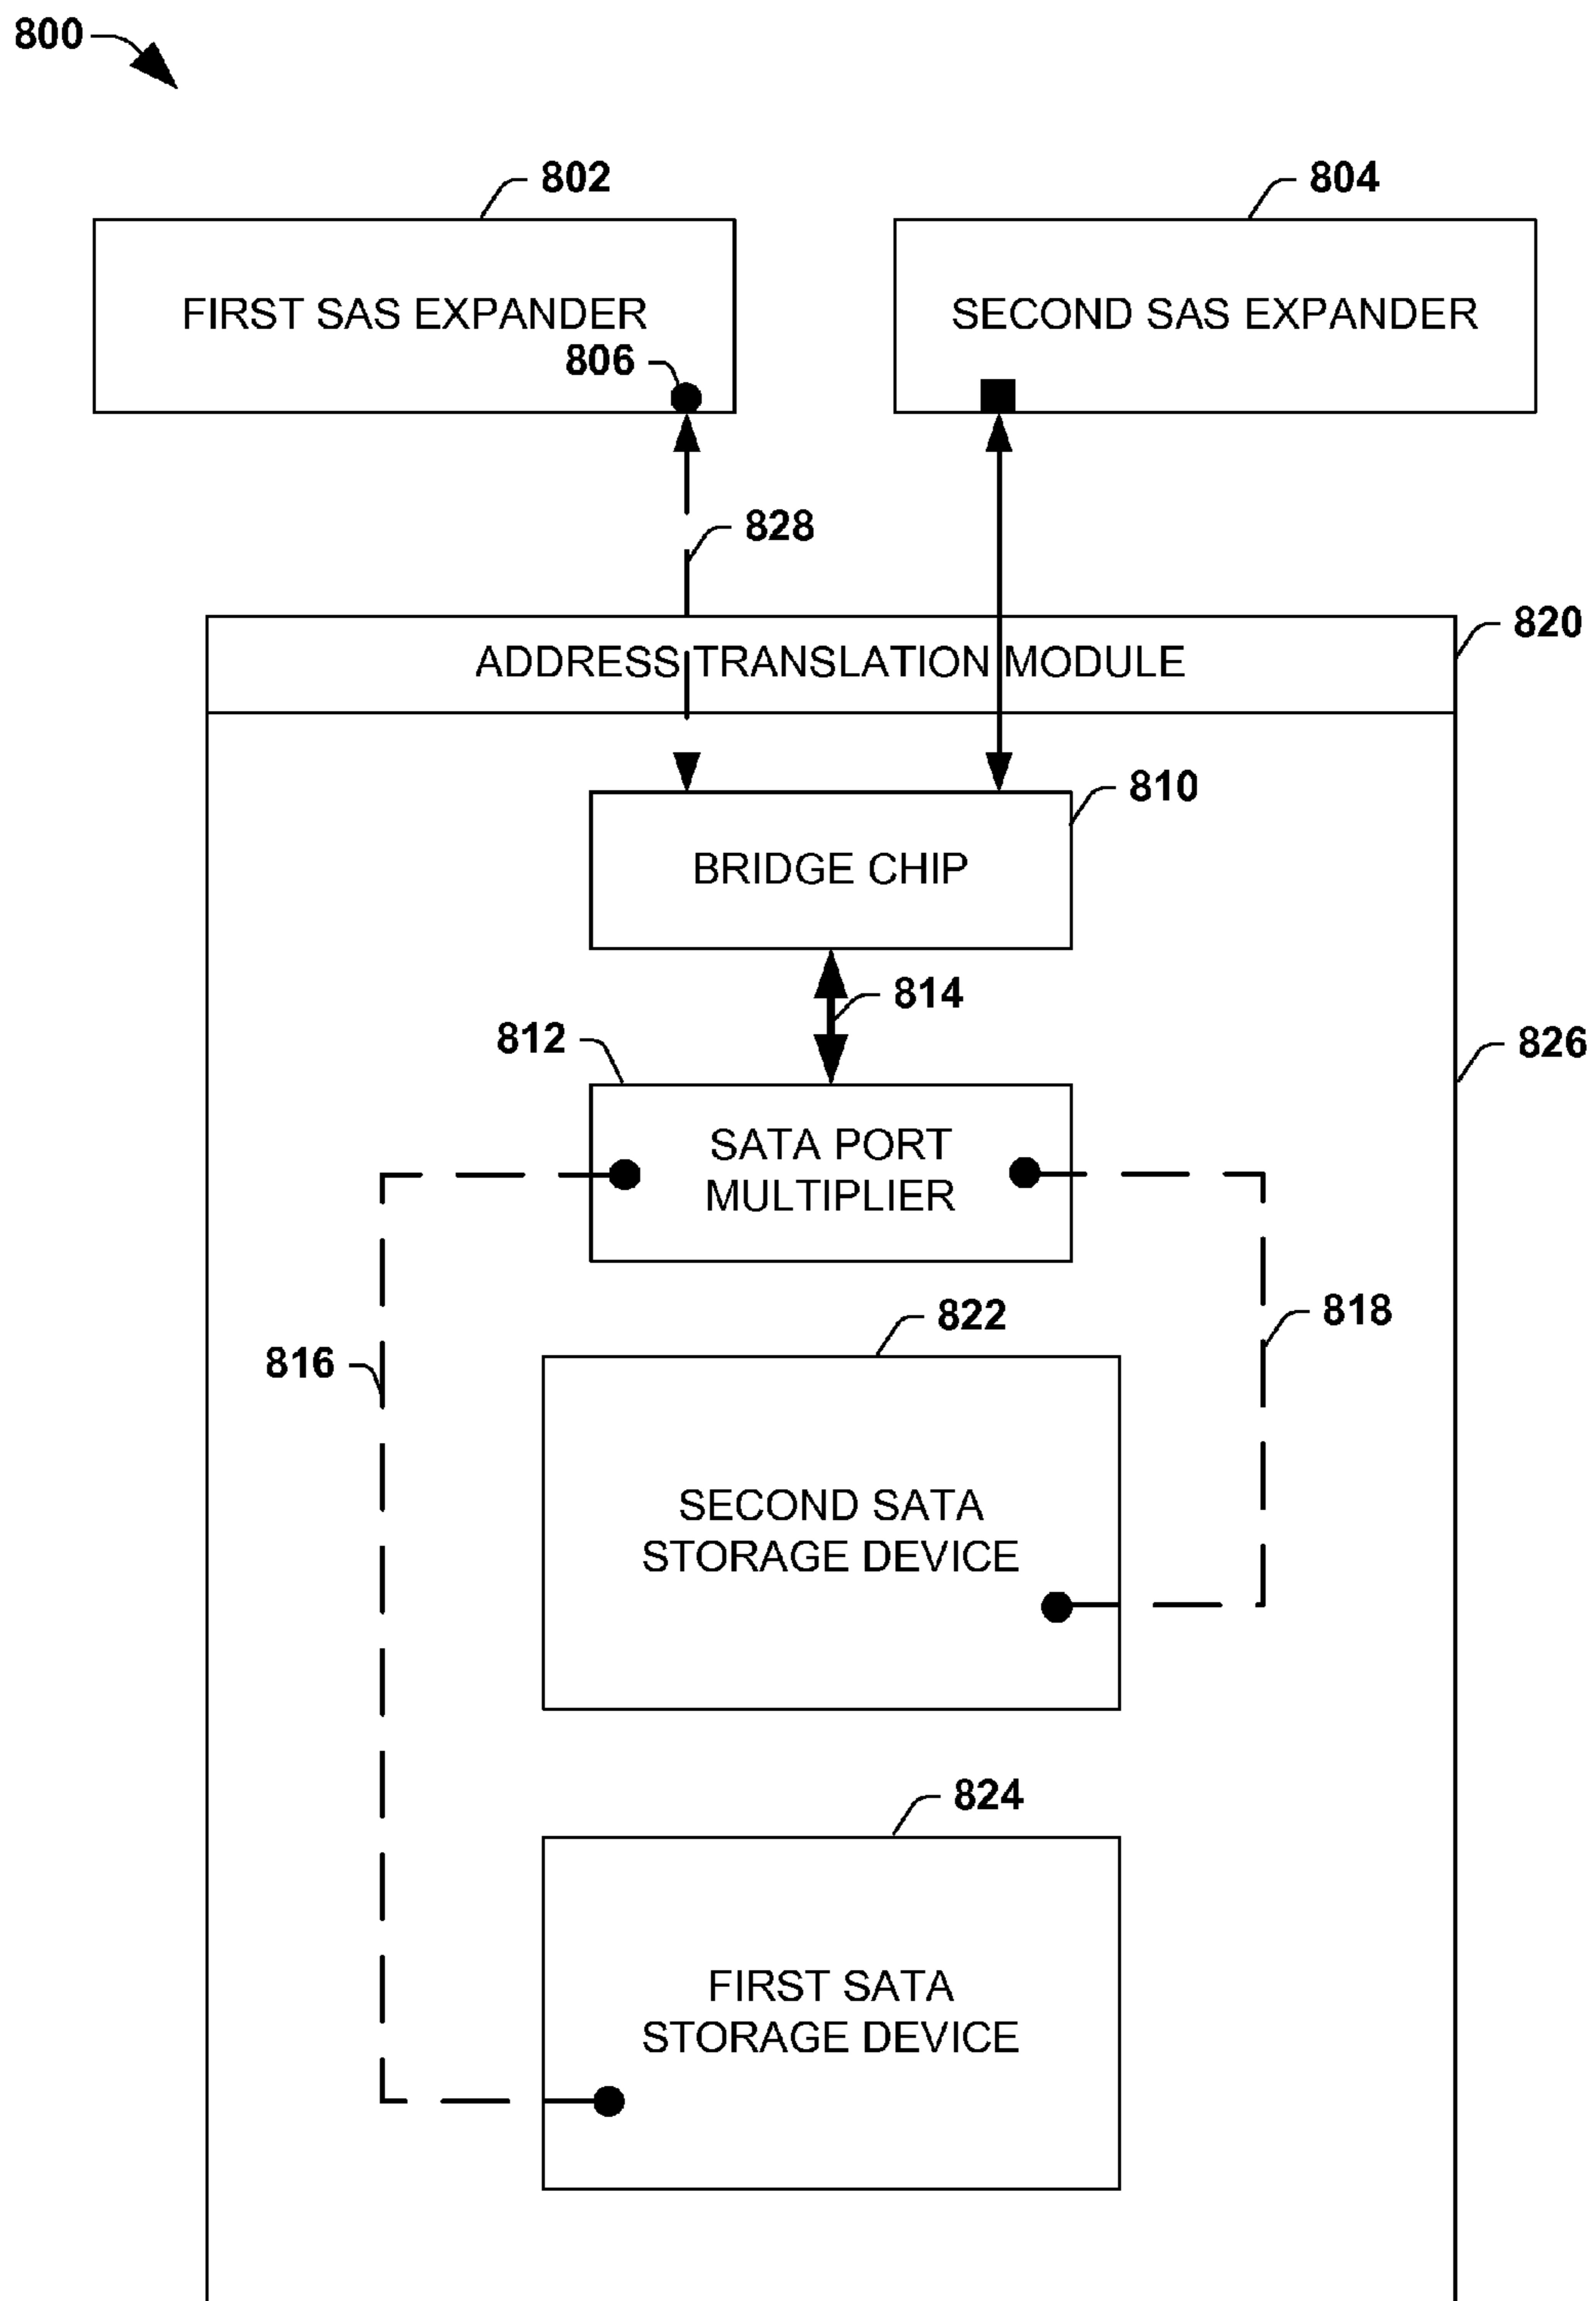 800
802
804
FIRST SAS EXPANDER
SECOND SAS EXPANDER
806
828
820
ADDRESS TRANSLATION MODULE
810
BRIDGE CHIP
814
812
826
SATA PORT
MULTIPLIER
822
818
816
SECOND SATA
STORAGE DEVICE
824
FIRST SATA
STORAGE DEVICE